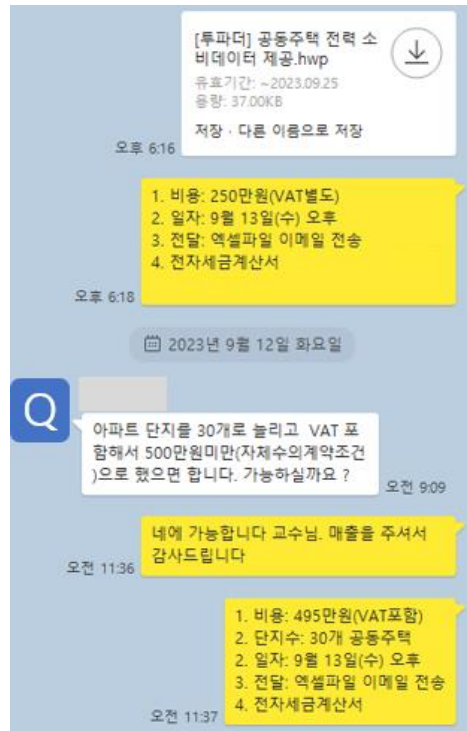 [투파더] 공동주택 전력 소
비데이터 제공.hwp
유효기간: ~2023.09.25
용량: 37.00KB
저장 · 다른 이름으로 저장
오후 6:16
1. 비용: 250만원(VAT별도)
2. 일자: 9월 13일(수) 오후
3. 전달: 엑셀파일 이메일 전송
4. 전자세금계산서
오후 6:18
2023년 9월 12일 화요일
Q
아파트 단지를 30개로 늘리고 VAT 포
함해서 500만원미만(자체수의계약조건
)으로 했으면 합니다. 가능하실까요 ?
오전 9:09
네에 가능합니다 교수님. 매출을 주셔서
감사드립니다
오전 11:36
1. 비용: 495만원(VAT포함)
2. 단지수: 30개 공동주택
2. 일자: 9월 13일(수) 오후
3. 전달: 엑셀파일 이메일 전송
4. 전자세금계산서
오전 11:37